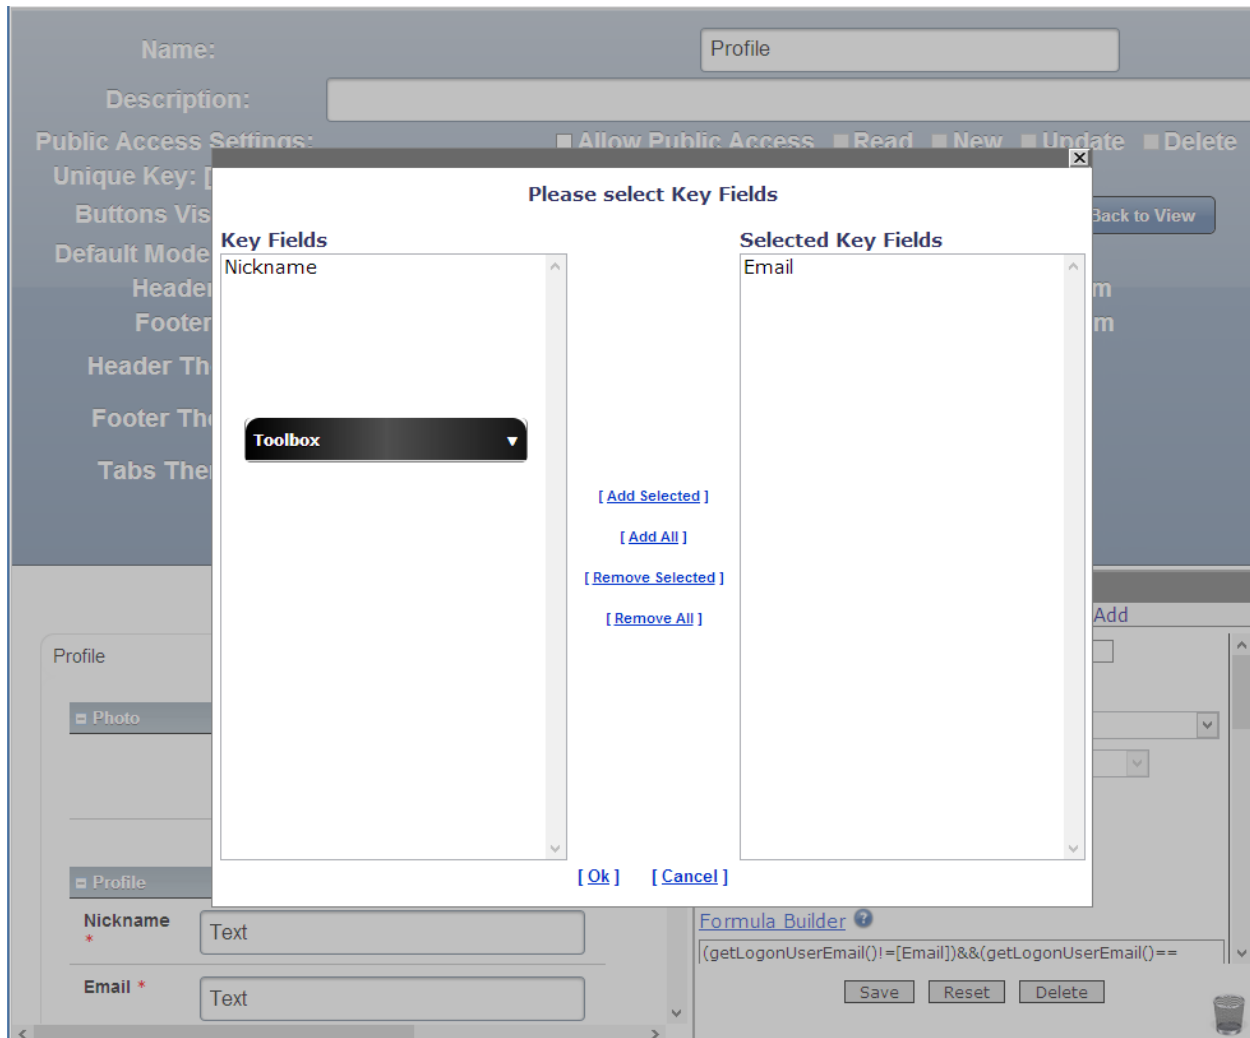 Name:
Profile
Description:
Public Access Settings:
Allow Public Access Read New Update Delete
Unique Key: [
Buttons Vis
Back to View
Default Mode
Header
m
Footer
m
Header Th
Footer The
Tabs Ther
Please select Key Fields
Key Fields
Selected Key Fields
Nickname
Email
Toolbox
[ Add Selected ]
[ Add All ]
[ Remove Selected ]
[ Remove All ]
[ Ok ] [ Cancel ]
Add
Profile
Photo
Profile
Nickname
*
Text
Email *
Text
Formula Builder
(getLogonUserEmail()!=[Email])&&(getLogonUserEmail()==
Save Reset Delete